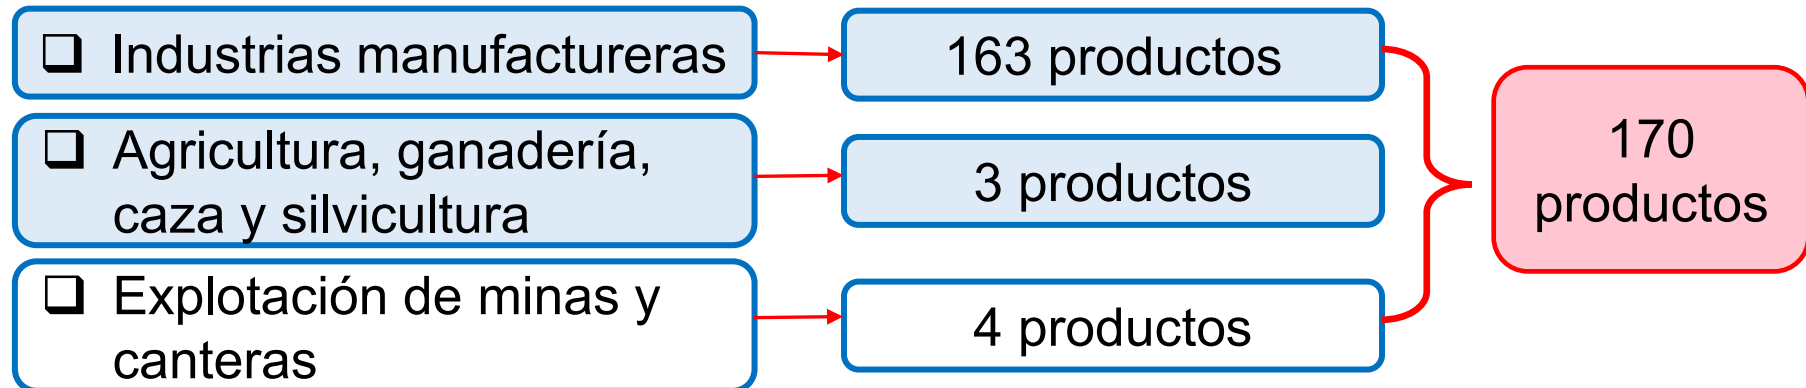 ❑ Industrias manufactureras
163 productos
❑ Agricultura, ganadería,
caza y silvicultura
3 productos
❑ Explotación de minas y
canteras
4 productos
170
productos